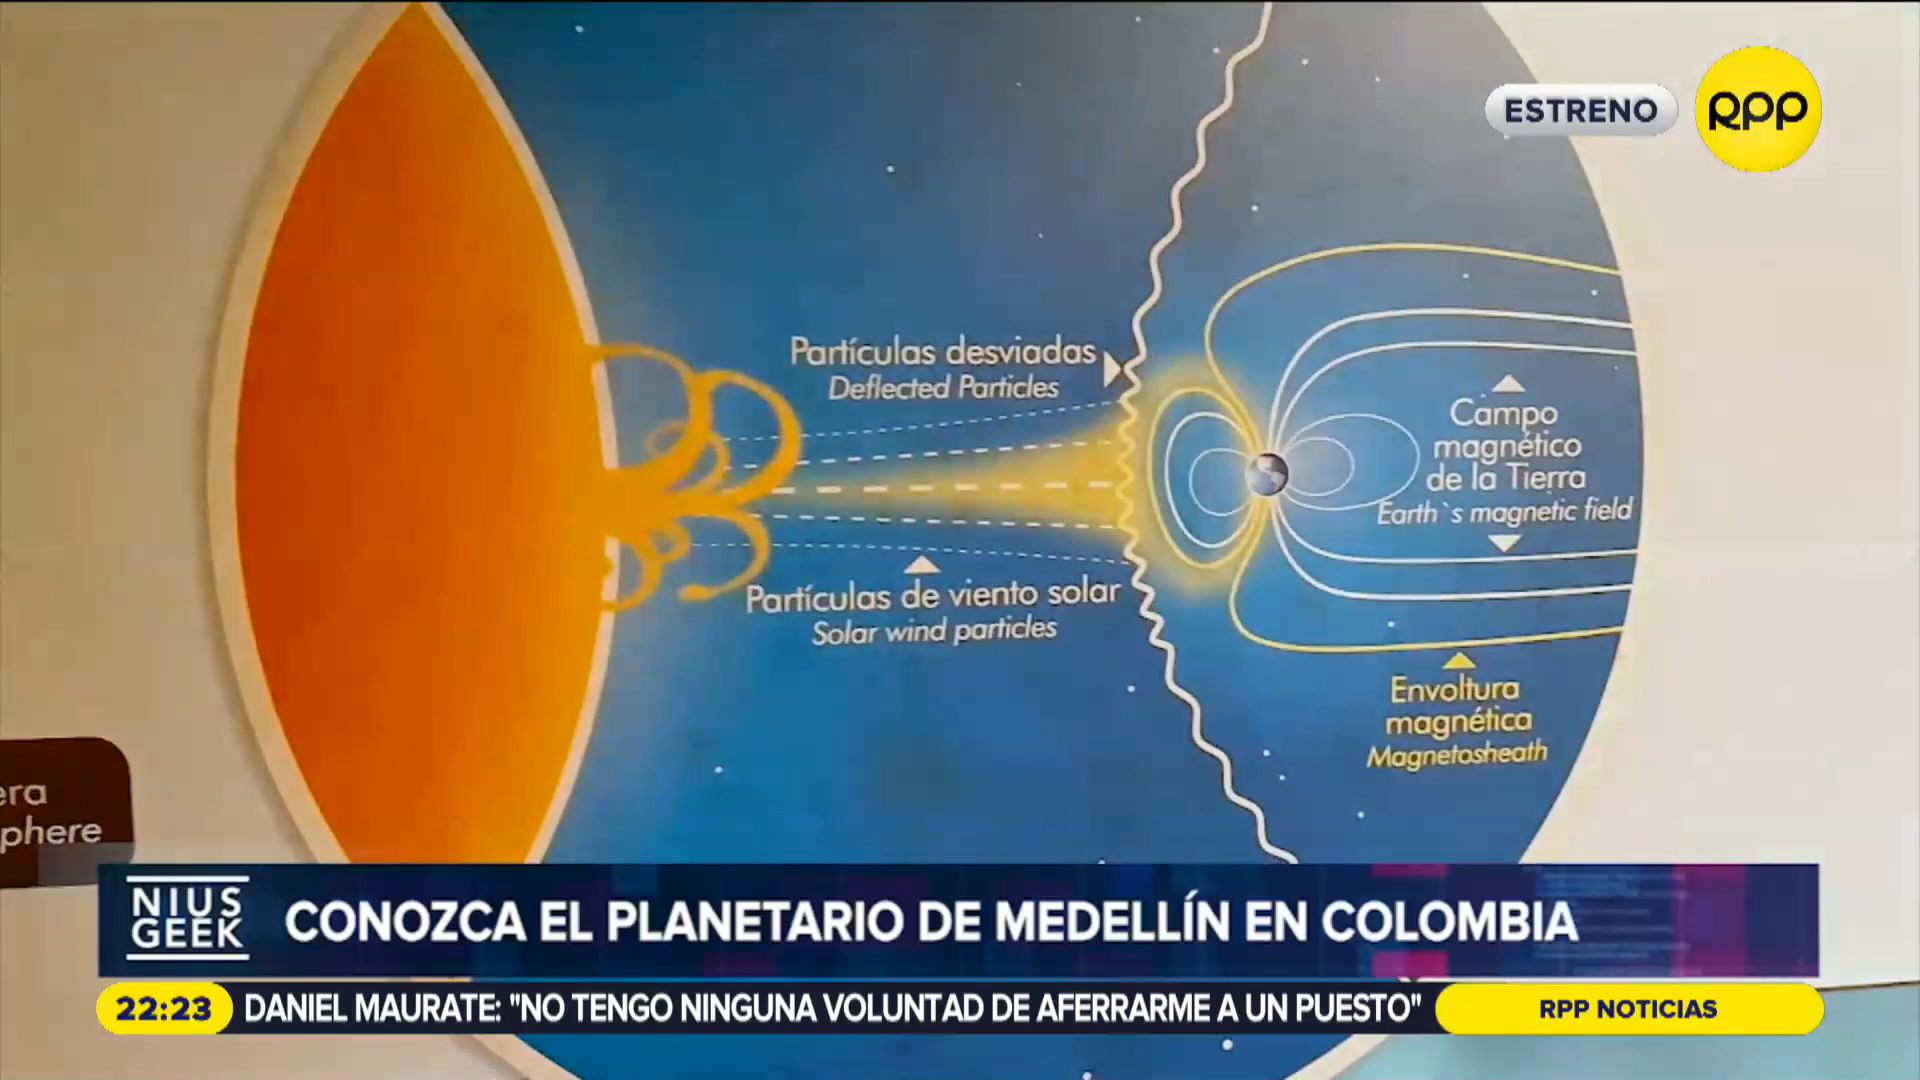 ESTRENO
RPP
Partículas desviadas
Deflected Particles
Campo
magnético
de la Tierra
Earth`s magnetic field
Partículas de viento solar
Solar wind particles
Envoltura
magnética
Magnetosheath
era
phere
NIUS
GEEK
CONOZCA EL PLANETARIO DE MEDELLÍN EN COLOMBIA
22:23
DANIEL MAURATE: "NO TENGO NINGUNA VOLUNTAD DE AFERRARME A UN PUESTO"
RPP NOTICIAS